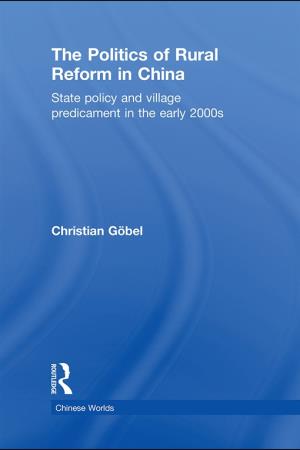 The Politics of Rural
Reform in China
State policy and village
predicament in the early 2000s
Christian Göbel
ROUTLEDGE
Chinese Worlds